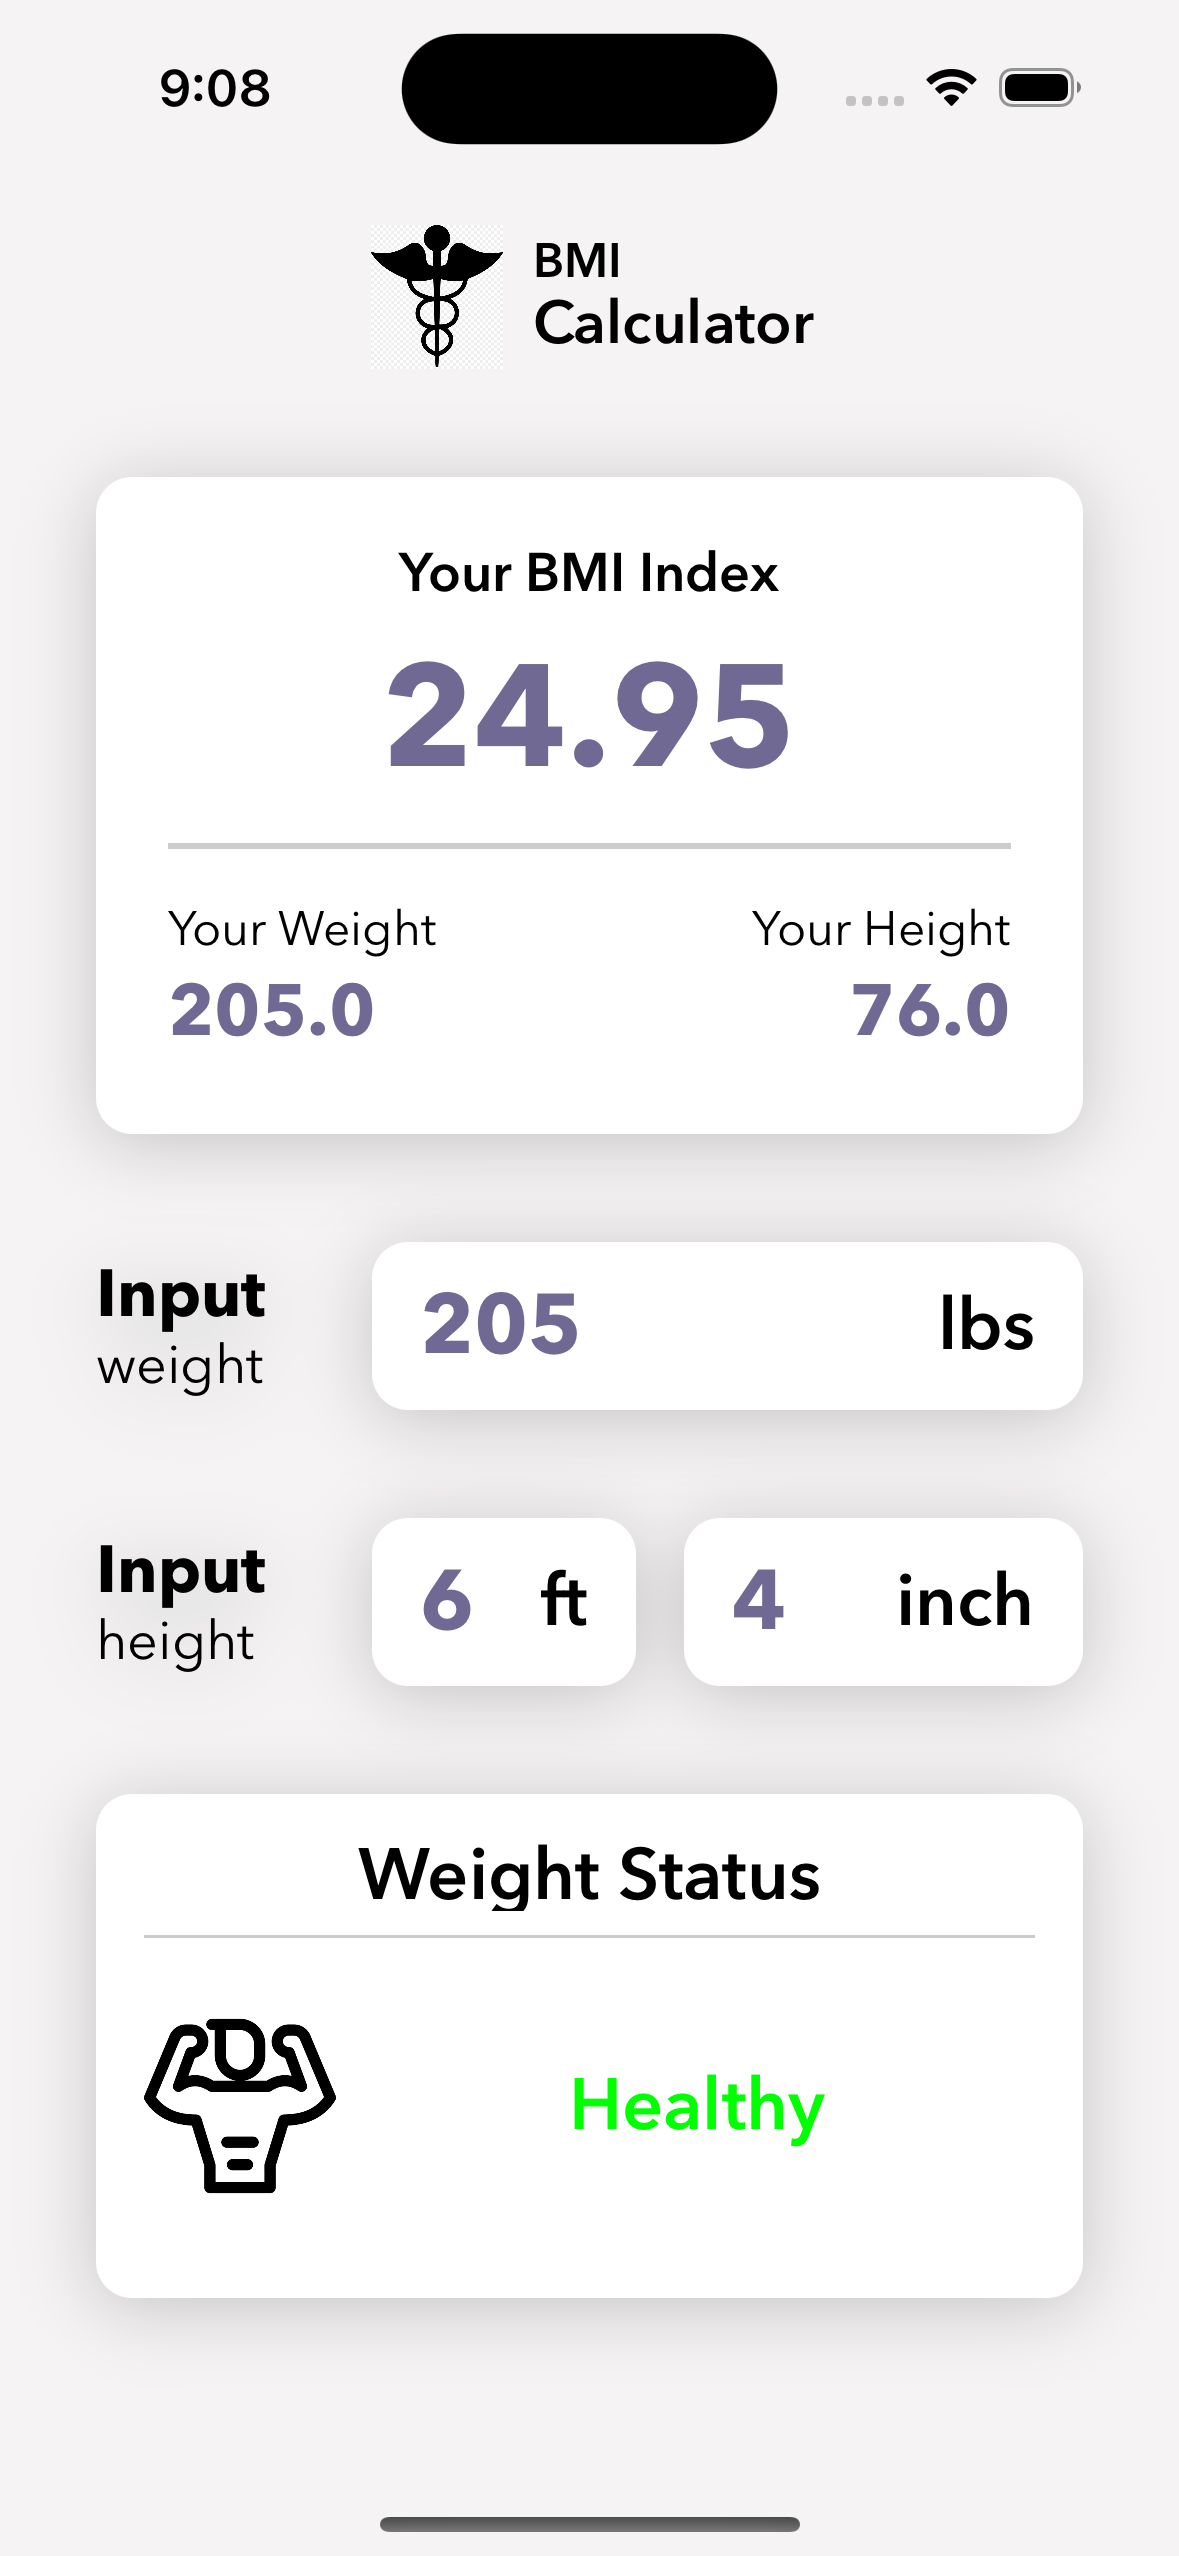 9:08
BMI
Calculator
Your BMI Index
24.95
Your Weight
Your Height
205.0
76.0
Input
weight
205 lbs
Input
height
6 ft
4 inch
Weight Status
Healthy